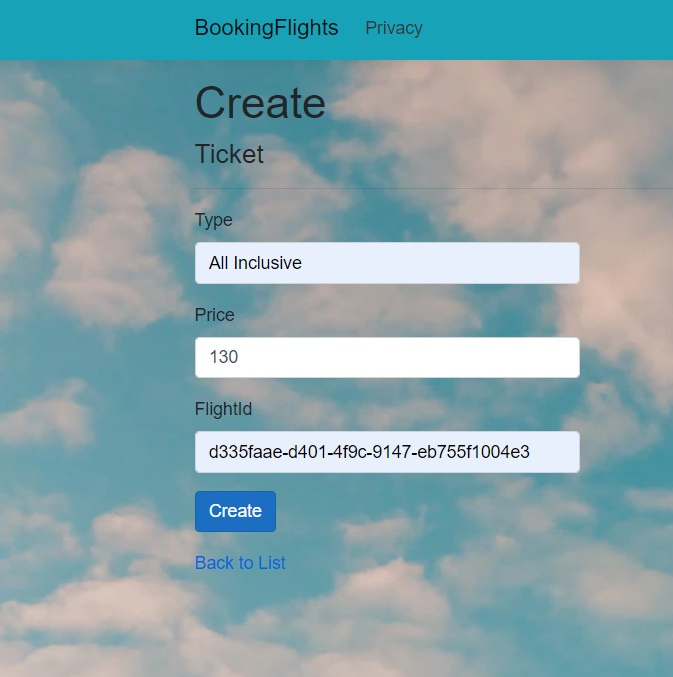 BookingFlights Privacy
Create
Ticket
Type
All Inclusive
Price
130
FlightId
d335faae-d401-4f9c-9147-eb755f1004e3
Create
Back to List